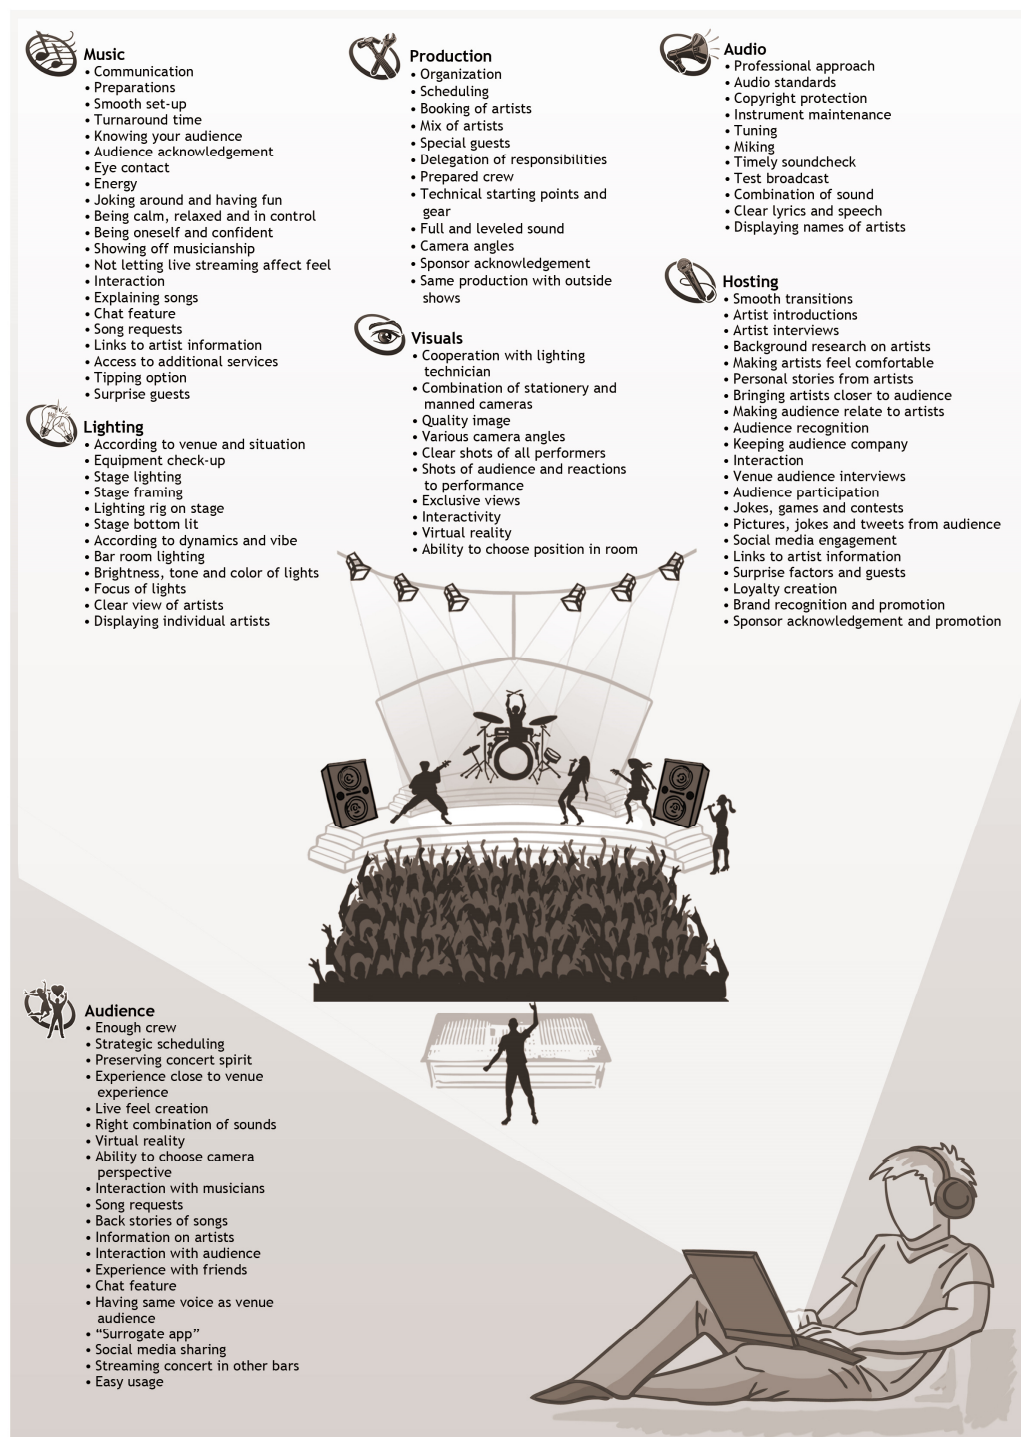 Music
• Communication
• Preparations
• Smooth set-up
• Turnaround time
• Knowing your audience
• Audience acknowledgement
• Eye contact
• Energy
• Joking around and having fun
• Being calm, relaxed and in control
• Being oneself and confident
• Showing off musicianship
• Not letting live streaming affect feel
• Interaction
• Explaining songs
• Chat feature
• Song requests
• Links to artist information
• Access to additional services
• Tipping option
• Surprise guests
Lighting
• According to venue and situation
• Equipment check-up
• Stage lighting
• Stage framing
• Lighting rig on stage
• Stage bottom lit
• According to dynamics and vibe
• Bar room lighting
• Brightness, tone and color of lights
• Focus of lights
• Clear view of artists
• Displaying individual artists
Production
• Organization
• Scheduling
• Booking of artists
• Mix of artists
• Special guests
• Delegation of responsibilities
• Prepared crew
• Technical starting points and
gear
• Full and leveled sound
• Camera angles
• Sponsor acknowledgement
• Same production with outside
shows
Visuals
• Cooperation with lighting
technician
• Combination of stationery and
manned cameras
• Quality image
• Various camera angles
• Clear shots of all performers
• Shots of audience and reactions
to performance
• Exclusive views
• Interactivity
• Virtual reality
• Ability to choose position in room
Audio
• Professional approach
• Audio standards
• Copyright protection
• Instrument maintenance
• Tuning
• Miking
• Timely soundcheck
• Test broadcast
• Combination of sound
• Clear lyrics and speech
• Displaying names of artists
Hosting
• Smooth transitions
• Artist introductions
• Artist interviews
• Background research on artists
• Making artists feel comfortable
• Personal stories from artists
• Bringing artists closer to audience
• Making audience relate to artists
• Audience recognition
• Keeping audience company
• Interaction
• Venue audience interviews
• Audience participation
• Jokes, games and contests
• Pictures, jokes and tweets from audience
• Social media engagement
• Links to artist information
• Surprise factors and guests
• Loyalty creation
• Brand recognition and promotion
• Sponsor acknowledgement and promotion
Audience
• Enough crew
• Strategic scheduling
• Preserving concert spirit
• Experience close to venue
experience
• Live feel creation
• Right combination of sounds
• Virtual reality
• Ability to choose camera
perspective
• Interaction with musicians
• Song requests
• Back stories of songs
• Information on artists
• Interaction with audience
• Experience with friends
• Chat feature
• Having same voice as venue
audience
• “Surrogate app”
• Social media sharing
• Streaming concert in other bars
• Easy usage